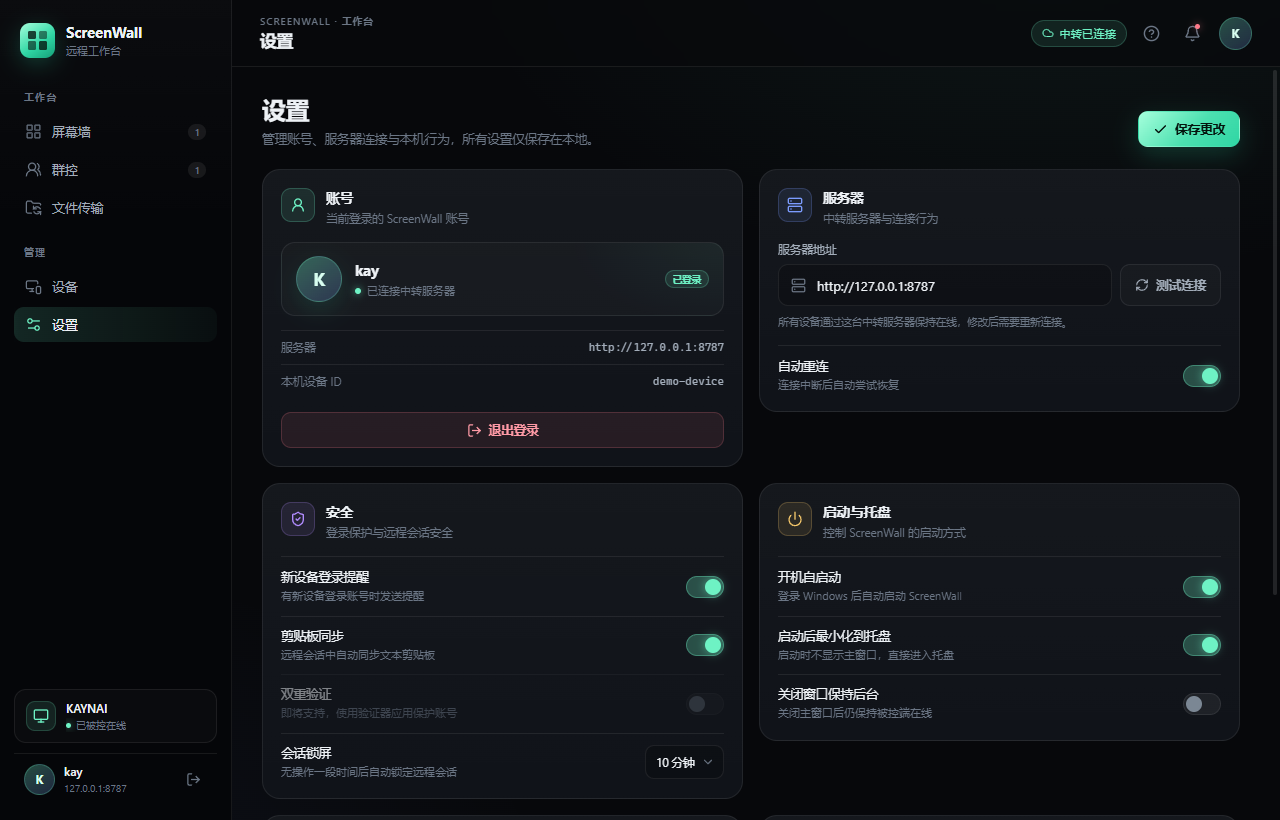 ScreenWall
远程工作台
工作台
屏幕墙
1
群控
1
文件传输
管理
设备
设置
KAYNAI
已被控在线
K
kay
127.0.0.1:8787
SCREENWALL · 工作台
设置
中转已连接
K
设置
管理账号、服务器连接与本机行为，所有设置仅保存在本地。
保存更改
账号
当前登录的 ScreenWall 账号
K
kay
已连接中转服务器
已登录
服务器
http://127.0.0.1:8787
本机设备 ID
demo-device
退出登录
服务器
中转服务器与连接行为
服务器地址
http://127.0.0.1:8787
测试连接
所有设备通过这台中转服务器保持在线，修改后需要重新连接。
自动重连
连接中断后自动尝试恢复
安全
登录保护与远程会话安全
新设备登录提醒
有新设备登录账号时发送提醒
剪贴板同步
远程会话中自动同步文本剪贴板
双重验证
即将支持，使用验证器应用保护账号
会话锁屏
无操作一段时间后自动锁定远程会话
10 分钟
启动与托盘
控制 ScreenWall 的启动方式
开机自启动
登录 Windows 后自动启动 ScreenWall
启动后最小化到托盘
启动时不显示主窗口，直接进入托盘
关闭窗口保持后台
关闭主窗口后仍保持被控端在线